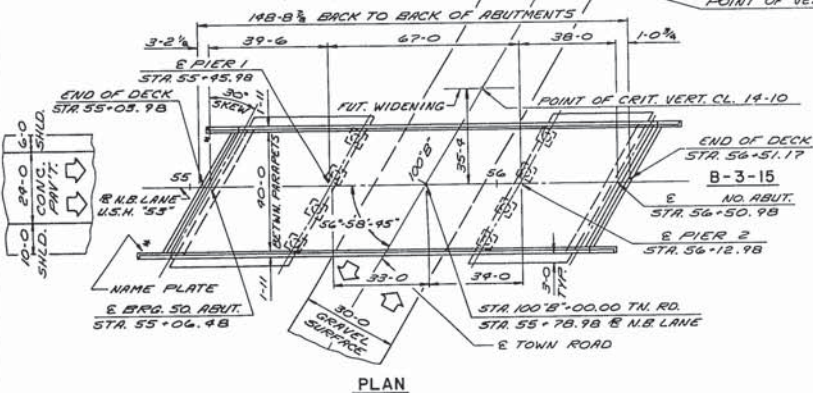 POINT OF VE
148-8⅞ BACK TO BACK OF ABUTMENTS
3-2⅛
39-6
67-0
38-0
1-0¾
℄ PIER 1
STA. 55+45.98
END OF DECK
STA. 55+03.98
30°
SKEW
1-11
FUT. WIDENING
POINT OF CRIT. VERT. CL. 14-10
35-4
END OF DECK
STA. 56+51.17
B-3-15
6-0
SHLD.
24-0
CONC. PAV'T.
10-0
SHLD.
55
℄ N.B. LANE
U.S.H. "53"
40-0
BETWN. PARAPETS
100"B"
56
56°-58'-45"
℄ NO. ABUT.
STA. 56+50.98
℄ PIER 2
STA. 56+12.98
NAME PLATE
1-11
33-0
34-0
3-0
TYP.
℄ BRG. SO. ABUT.
STA. 55+06.48
30-0
GRAVEL
SURFACE
STA. 100"B"+00.00 TN. RD.
STA. 55+78.98 ℄ N.B. LANE
℄ TOWN ROAD
PLAN